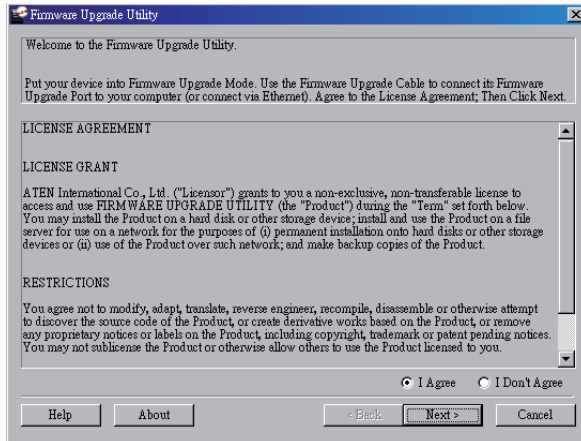 Firmware Upgrade Utility
Welcome to the Firmware Upgrade Utility.
Put your device into Firmware Upgrade Mode. Use the Firmware Upgrade Cable to connect its Firmware
Upgrade Port to your computer (or connect via Ethernet). Agree to the License Agreement; Then Click Next.
LICENSE AGREEMENT
LICENSE GRANT
ATEN International Co., Ltd. ("Licensor") grants to you a non-exclusive, non-transferable license to
access and use FIRMWARE UPGRADE UTILITY (the "Product") during the "Term" set forth below.
You may install the Product on a hard disk or other storage device; install and use the Product on a file
server for use on a network for the purposes of (i) permanent installation onto hard disks or other storage
devices or (ii) use of the Product over such network; and make backup copies of the Product.
RESTRICTIONS
You agree not to modify, adapt, translate, reverse engineer, recompile, disassemble or otherwise attempt
to discover the source code of the Product, or create derivative works based on the Product, or remove
any proprietary notices or labels on the Product, including copyright, trademark or patent pending notices.
You may not sublicense the Product or otherwise allow others to use the Product licensed to you.
I Agree I Don't Agree
Help About < Back Next > Cancel